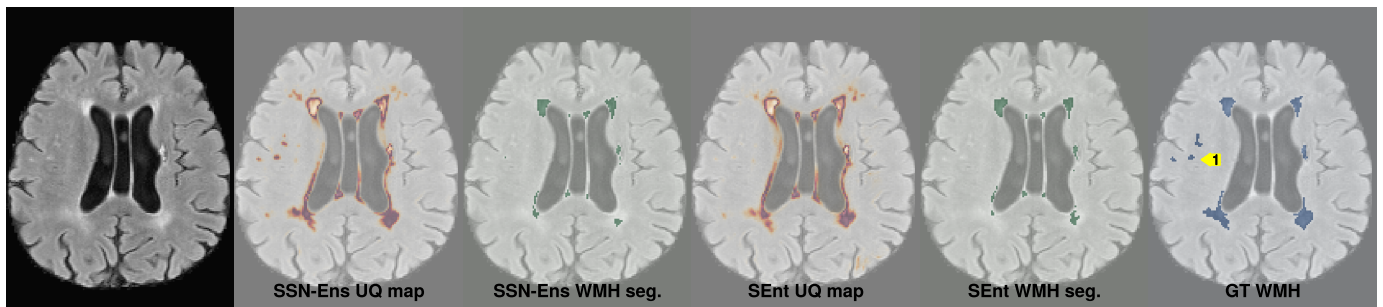 1
SSN-Ens UQ map
SSN-Ens WMH seg.
SEnt UQ map
SEnt WMH seg.
GT WMH